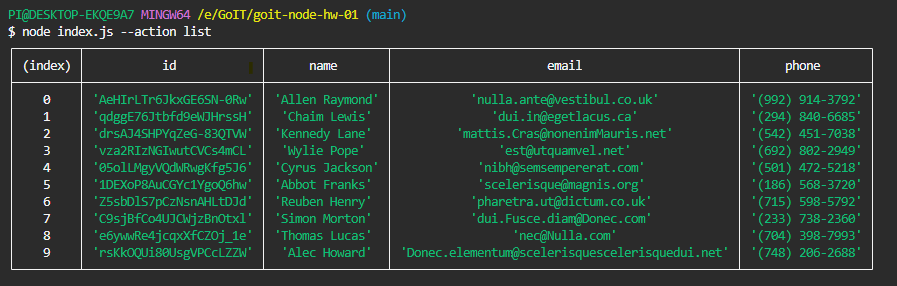 PI@DESKTOP-EKQE9A7 MINGW64 /e/GoIT/goit-node-hw-01 (main)
$ node index.js --action list
(index) id name email phone
0 'AeHIrLTr6JkxGE6SN-0Rw' 'Allen Raymond' 'nulla.ante@vestibul.co.uk' '(992) 914-3792'
1 'qdggE76Jtbfd9eWJHrssH' 'Chaim Lewis' 'dui.in@egetlacus.ca' '(294) 840-6685'
2 'drsAJ4SHPYqZeG-83QTVW' 'Kennedy Lane' 'mattis.Cras@nonenimMauris.net' '(542) 451-7038'
3 'vza2RIzNGIwutCVCs4mCL' 'Wylie Pope' 'est@utquamvel.net' '(692) 802-2949'
4 '05olLMgyVQdWRwgKfg5J6' 'Cyrus Jackson' 'nibh@semsempererat.com' '(501) 472-5218'
5 '1DEXoP8AuCGYc1YgoQ6hw' 'Abbot Franks' 'scelerisque@magnis.org' '(186) 568-3720'
6 'Z5sbDlS7pCzNsnAHLtDJd' 'Reuben Henry' 'pharetra.ut@dictum.co.uk' '(715) 598-5792'
7 'C9sjBfCo4UJCWjzBnOtxl' 'Simon Morton' 'dui.Fusce.diam@Donec.com' '(233) 738-2360'
8 'e6ywwRe4jcqxXfCZOj_1e' 'Thomas Lucas' 'nec@Nulla.com' '(704) 398-7993'
9 'rsKkOQUi80UsgVPCcLZZW' 'Alec Howard' 'Donec.elementum@scelerisquescelerisquedui.net' '(748) 206-2688'